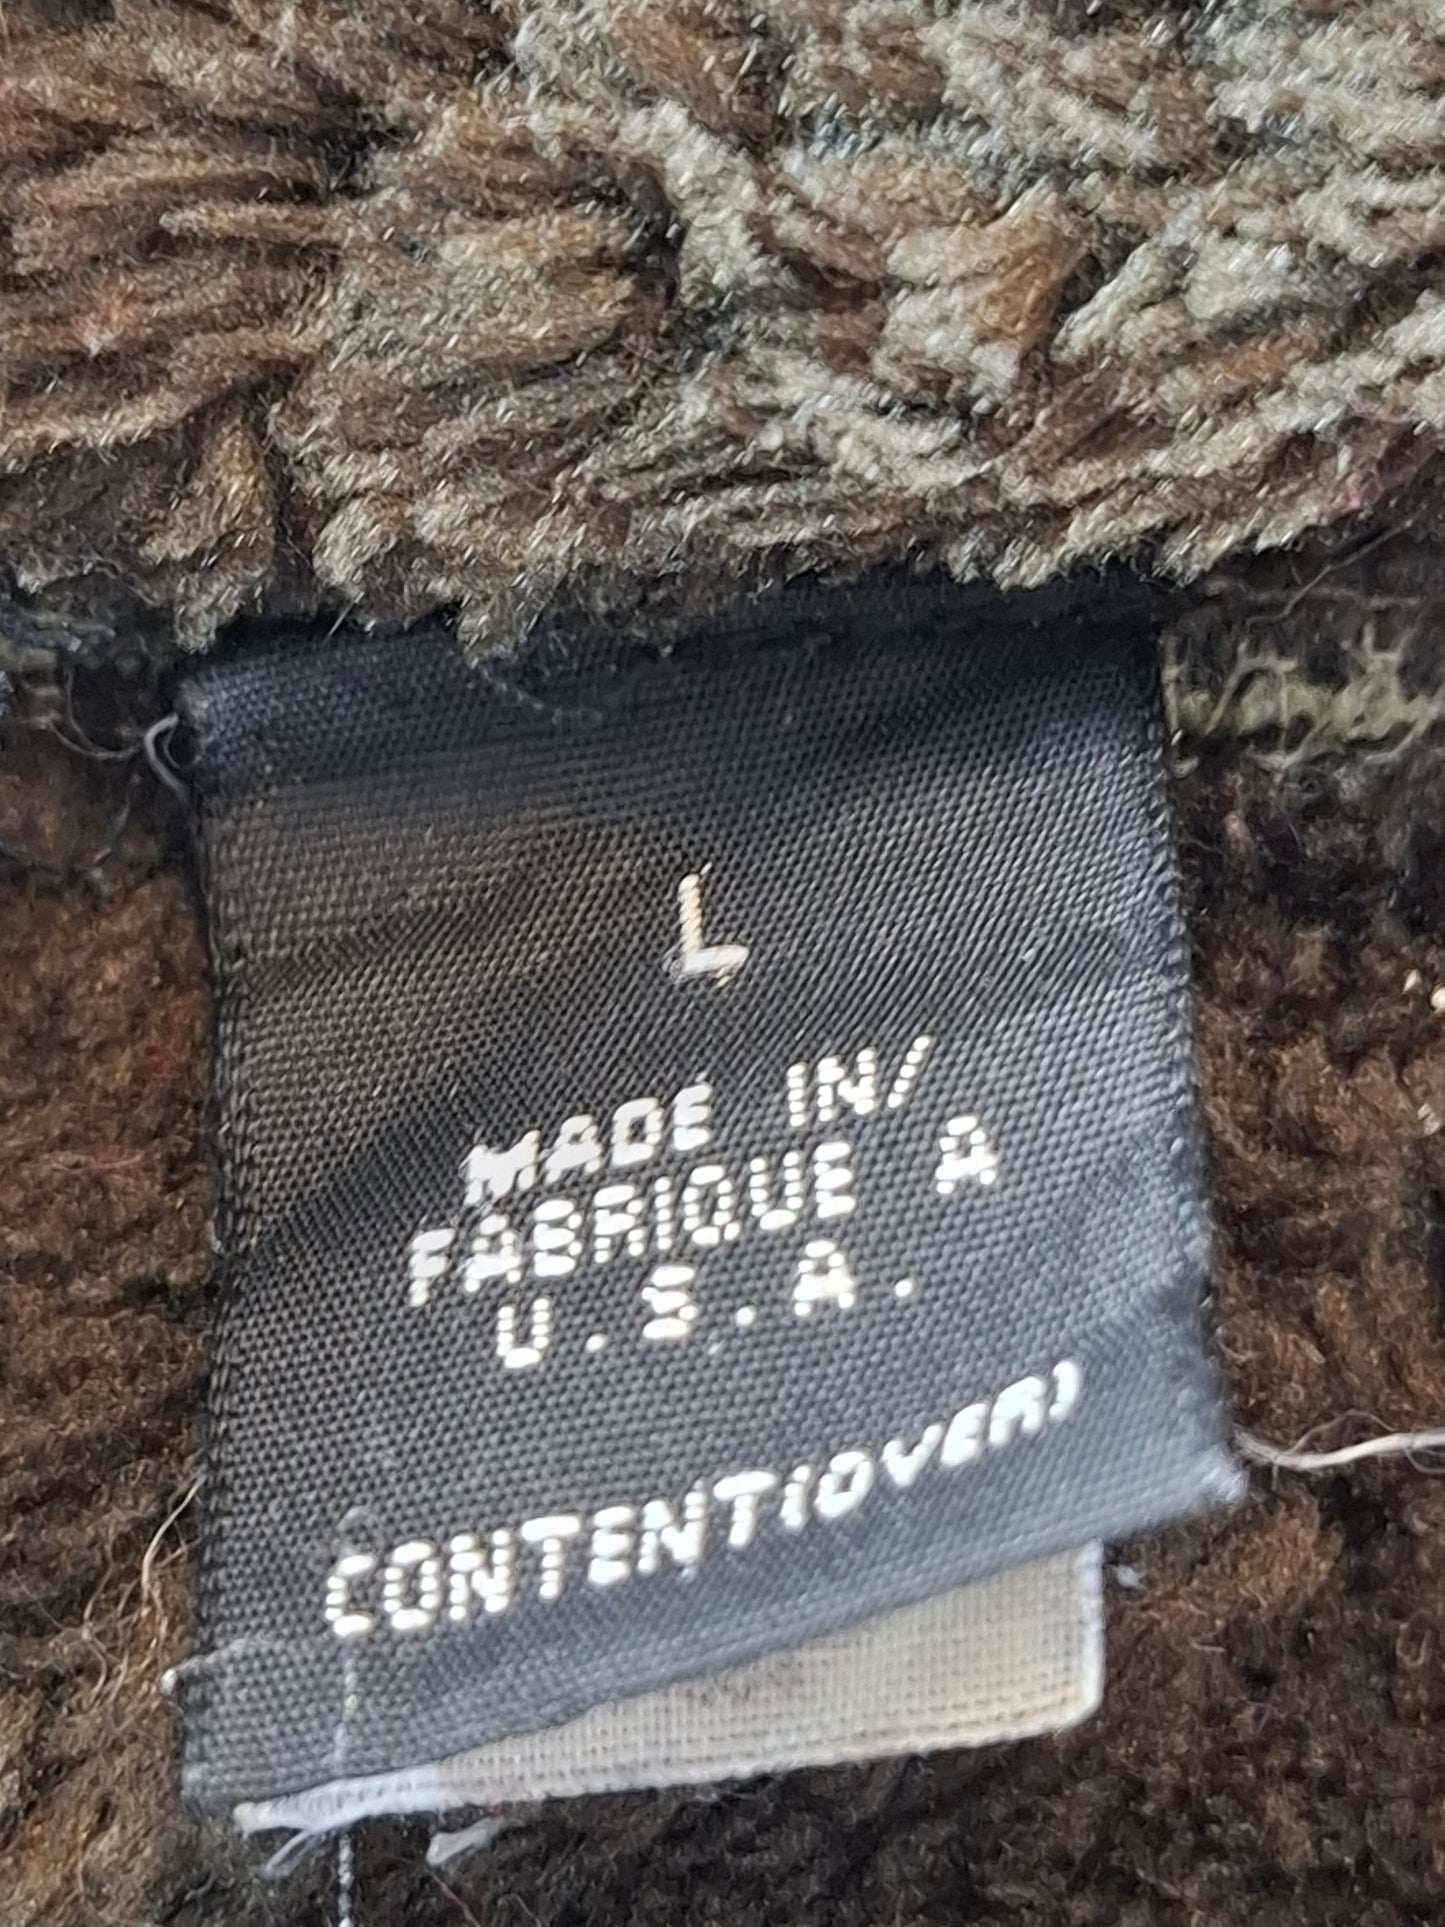 L
MADE IN/
FABRIQUE A
U.S.A.
CONTENT(OVER)